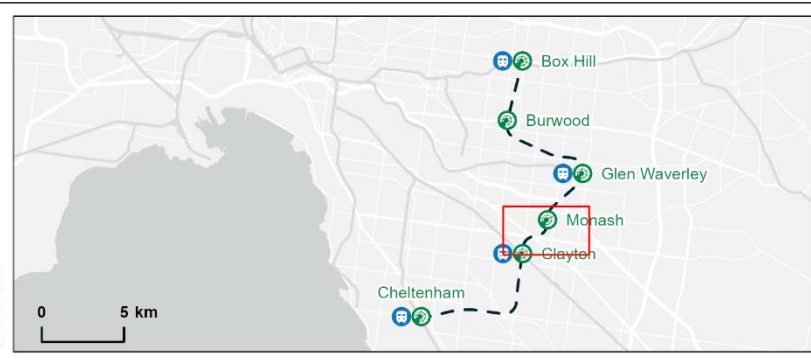 Box Hill
Burwood
Glen Waverley
Monash
Clayton
Cheltenham
0 5 km